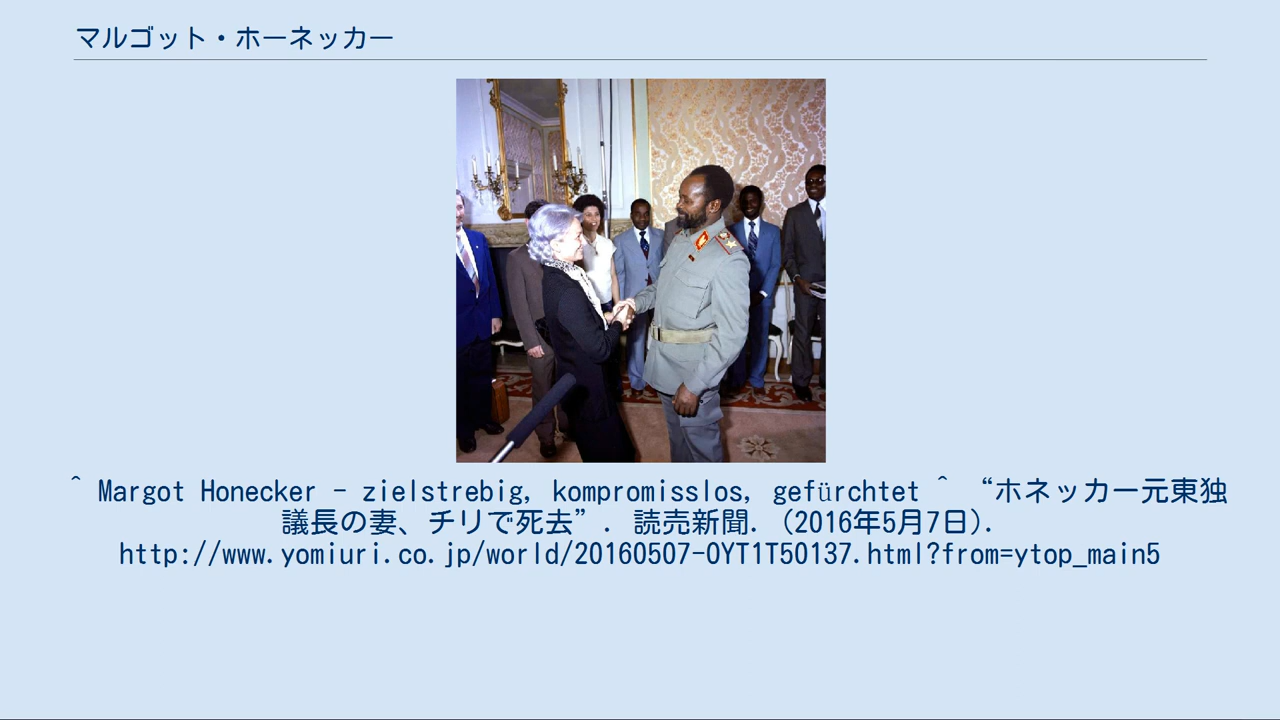 マルゴット・ホーネッカー
^ Margot Honecker - zielstrebig, kompromisslos, gefürchtet ^ “ホネッカー元東独
議長の妻、チリで死去”. 読売新聞. (2016年5月7日).
http://www.yomiuri.co.jp/world/20160507-OYT1T50137.html?from=ytop_main5